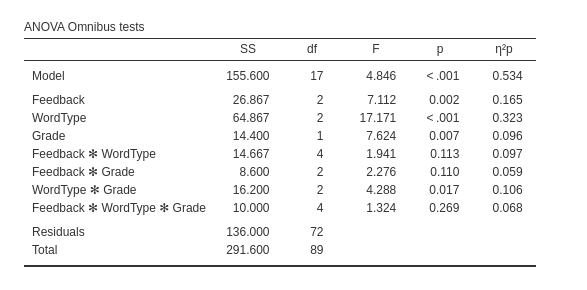 ANOVA Omnibus tests
SS df F p η²p
Model 155.600 17 4.846 < .001 0.534
Feedback 26.867 2 7.112 0.002 0.165
WordType 64.867 2 17.171 < .001 0.323
Grade 14.400 1 7.624 0.007 0.096
Feedback ✻ WordType 14.667 4 1.941 0.113 0.097
Feedback ✻ Grade 8.600 2 2.276 0.110 0.059
WordType ✻ Grade 16.200 2 4.288 0.017 0.106
Feedback ✻ WordType ✻ Grade 10.000 4 1.324 0.269 0.068
Residuals 136.000 72
Total 291.600 89